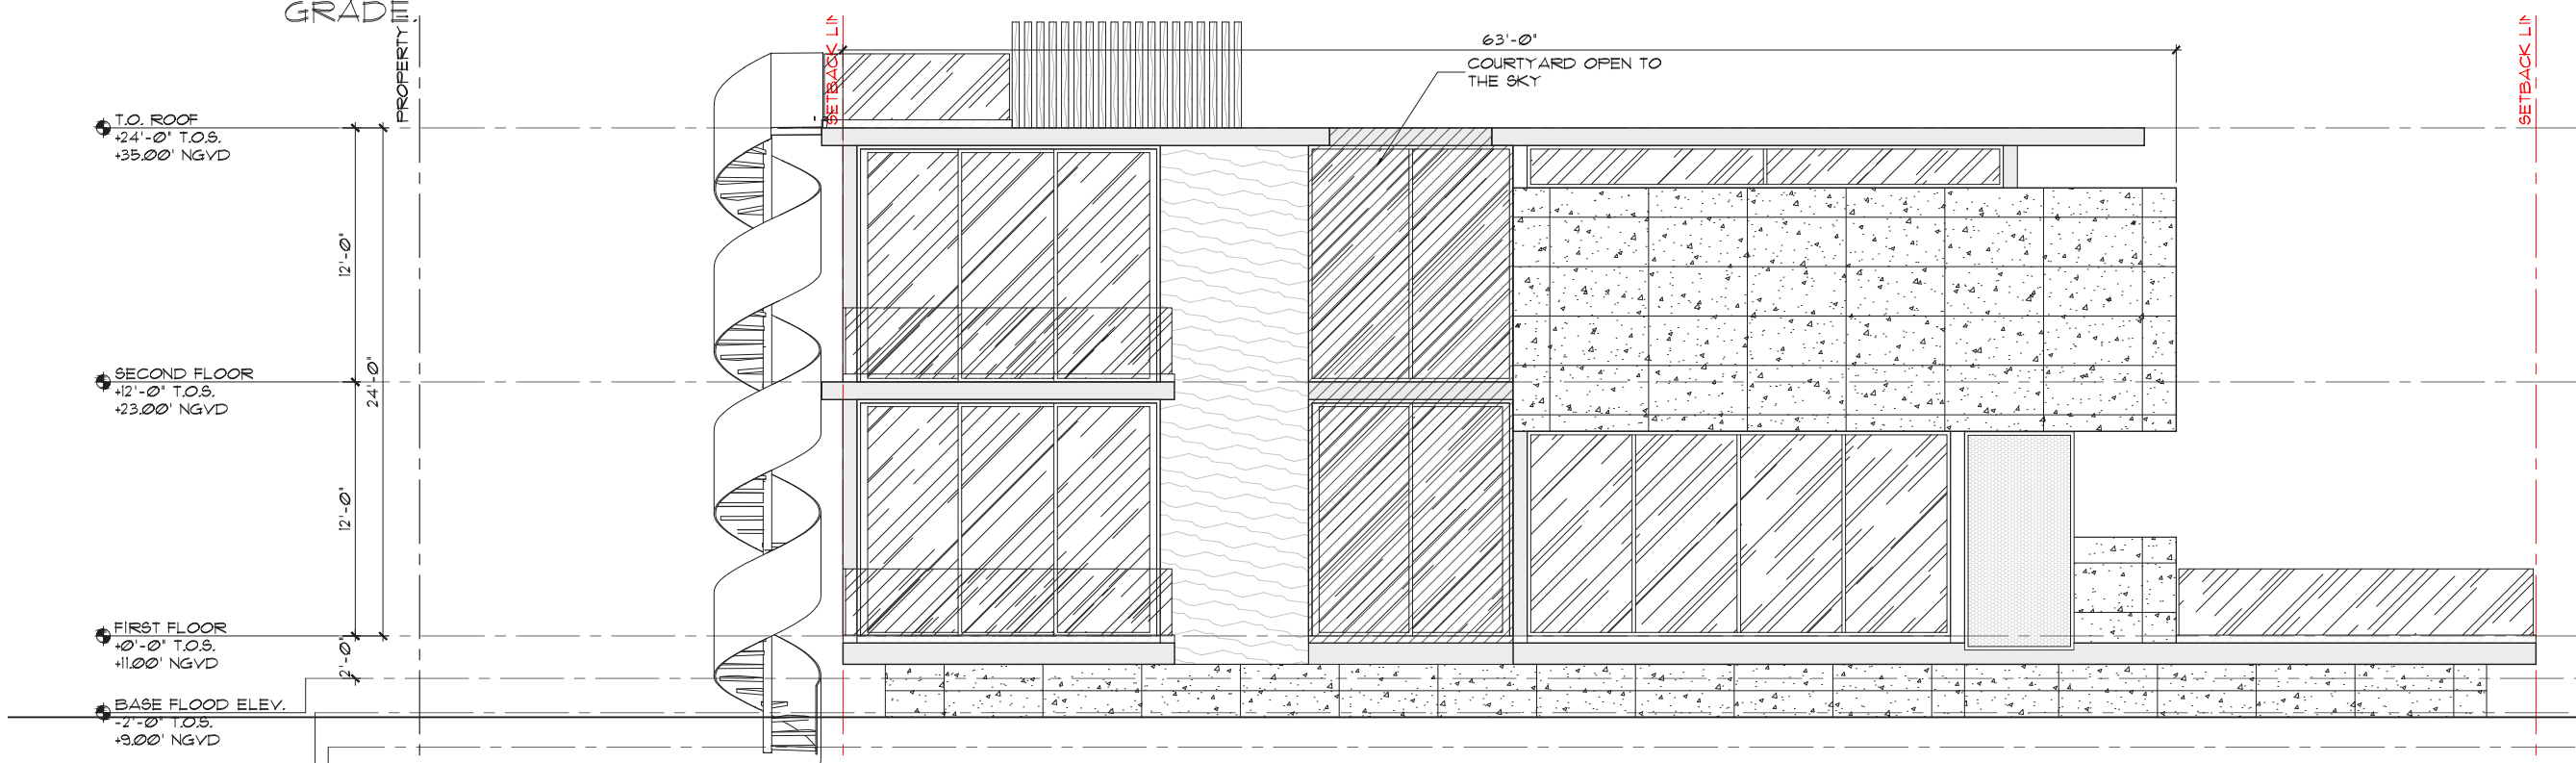 GRADE.
PROPERTY
SETBACK LIN
63'-0"
SETBACK LIN
COURTYARD OPEN TO
THE SKY
T.O. ROOF
+24'-0" T.O.S.
+35.00' NGVD
12'-0"
24'-0"
SECOND FLOOR
+12'-0" T.O.S.
+23.00' NGVD
12'-0"
FIRST FLOOR
+0'-0" T.O.S.
+11.00' NGVD
2'-0"
BASE FLOOD ELEV.
-2'-0" T.O.S.
+9.00' NGVD